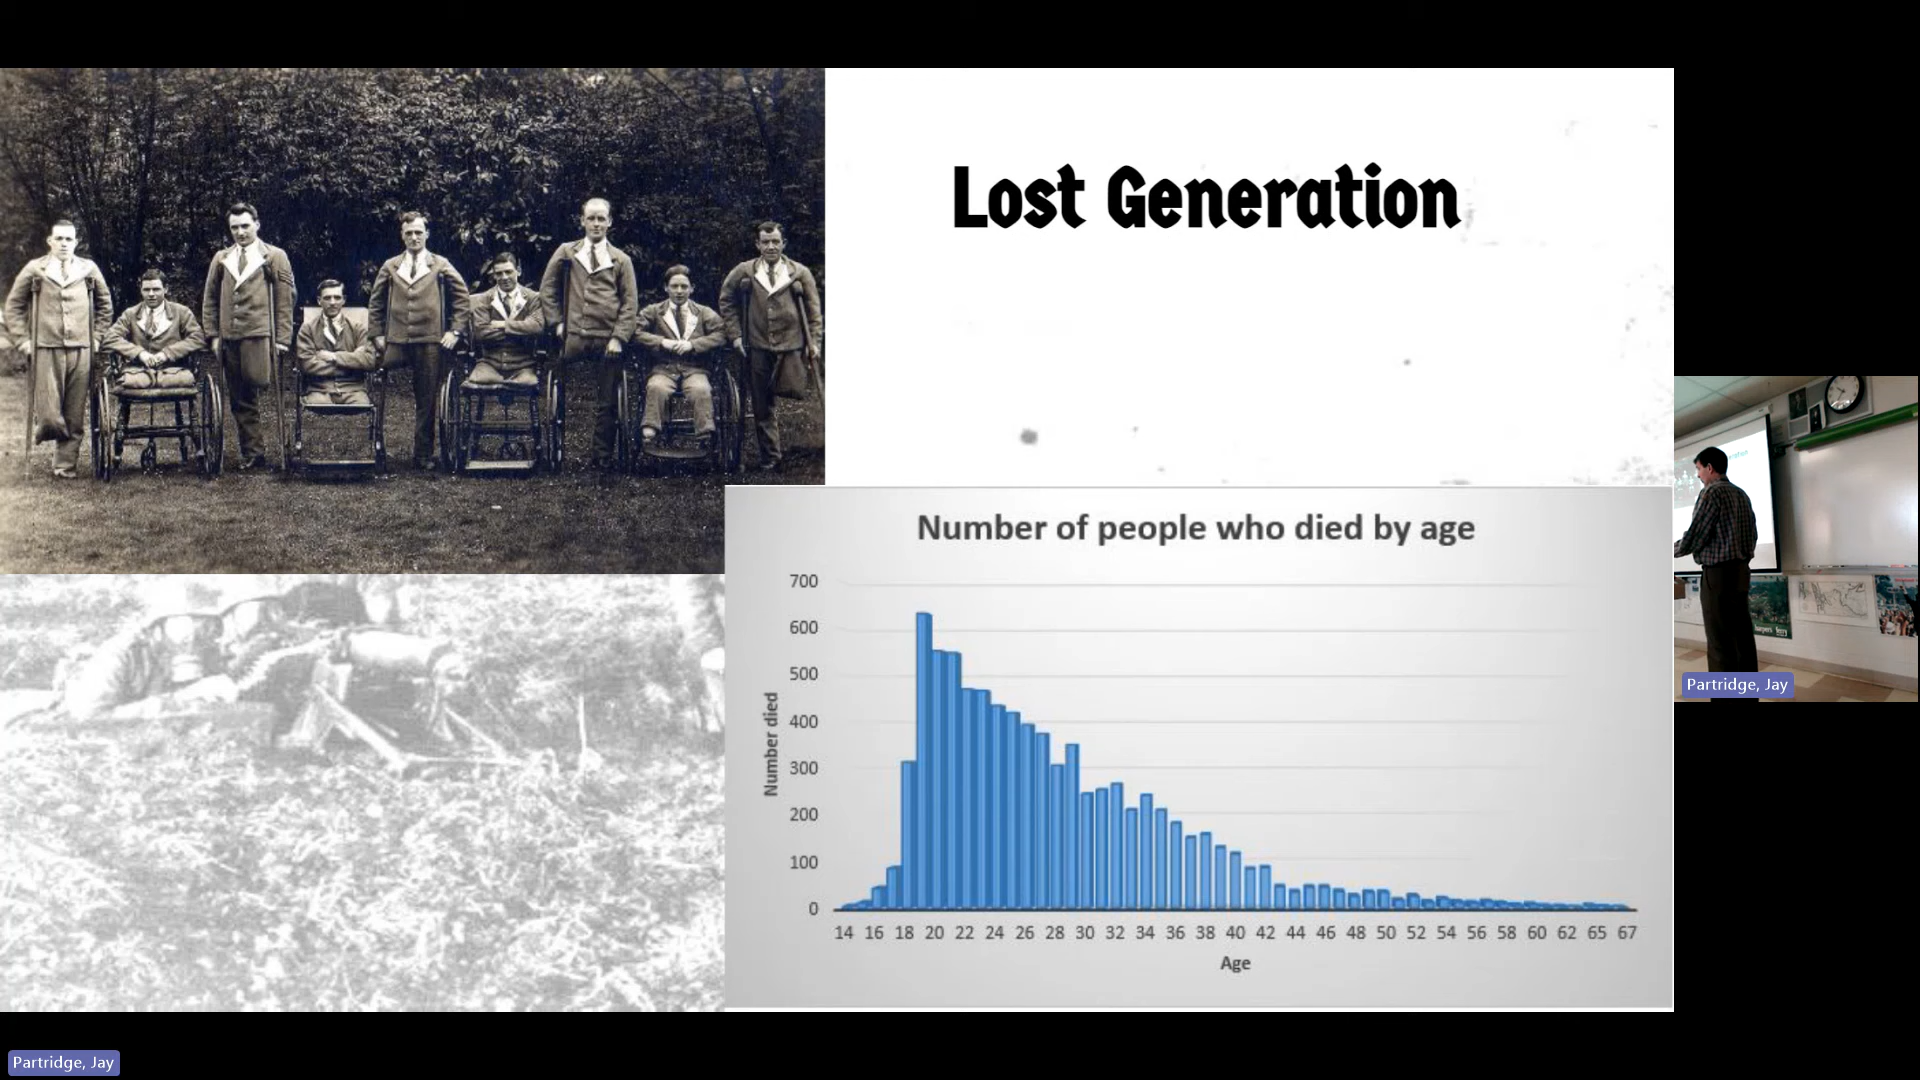 Lost Generation
Number of people who died by age
Number died
700
600
500
400
300
200
100
0
14 16 18 20 22 24 26 28 30 32 34 36 38 40 42 44 46 48 50 52 54 56 58 60 62 65 67
Age
Partridge, Jay
Partridge, Jay